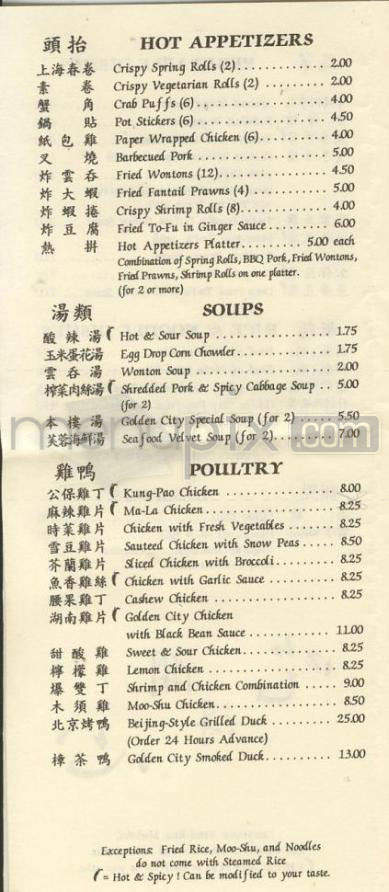 頭抬 HOT APPETIZERS
上海春卷 Crispy Spring Rolls (2).............. 2.00
素卷 Crispy Vegetarian Rolls (2) ......... 2.00
蟹角 Crab Puffs (6)..................... 4.00
鍋貼 Pot Stickers (6)................... 4.50
紙包雞 Paper Wrapped Chicken (6)........... 4.00
叉燒 Barbecued Pork .................... 5.00
炸雲吞 Fried Wontons (12).................. 4.50
炸大蝦 Fried Fantail Prawns (4) ............ 5.00
炸蝦捲 Crispy Shrimp Rolls (8)............. 4.00
炸豆腐 Fried To-Fu in Ginger Sauce.......... 6.00
熱拼 Hot Appetizers Platter......... 5.00 each
Combination of Spring Rolls, BBQ Pork, Fried Wontons,
Fried Prawns, Shrimp Rolls on one platter.
(for 2 or more)
湯類 SOUPS
酸辣湯 Hot & Sour Soup .................. 1.75
玉米蛋花湯 Egg Drop Corn Chowder.............. 1.75
雲吞湯 Wonton Soup ..................... 2.00
榨菜肉絲湯 Shredded Pork & Spicy Cabbage Soup .. 5.00
(for 2)
本樓湯 Golden City Special Soup (for 2) ..... 5.50
芙蓉海鮮湯 Seafood Velvet Soup (for 2)......... 7.00
menupix.com
雞鴨 POULTRY
公保雞丁 Kung-Pao Chicken ................ 8.00
麻辣雞片 Ma-La Chicken .................. 8.25
時菜雞片 Chicken with Fresh Vegetables ....... 8.25
雪豆雞片 Sauteed Chicken with Snow Peas ..... 8.50
芥蘭雞片 Sliced Chicken with Broccoli......... 8.25
魚香雞絲 Chicken with Garlic Sauce .......... 8.25
腰果雞丁 Cashew Chicken .................. 8.25
湖南雞片 Golden City Chicken
with Black Bean Sauce ............ 11.00
甜酸雞 Sweet & Sour Chicken.............. 8.25
檸檬雞 Lemon Chicken ................... 8.25
爆雙丁 Shrimp and Chicken Combination ..... 9.00
木須雞 Moo-Shu Chicken.................. 8.50
北京烤鴨 Beijing-Style Grilled Duck .......... 25.00
(Order 24 Hours Advance)
樟茶鴨 Golden City Smoked Duck........... 13.00
Exceptions: Fried Rice, Moo-Shu, and Noodles
do not come with Steamed Rice
= Hot & Spicy ! Can be modified to your taste.